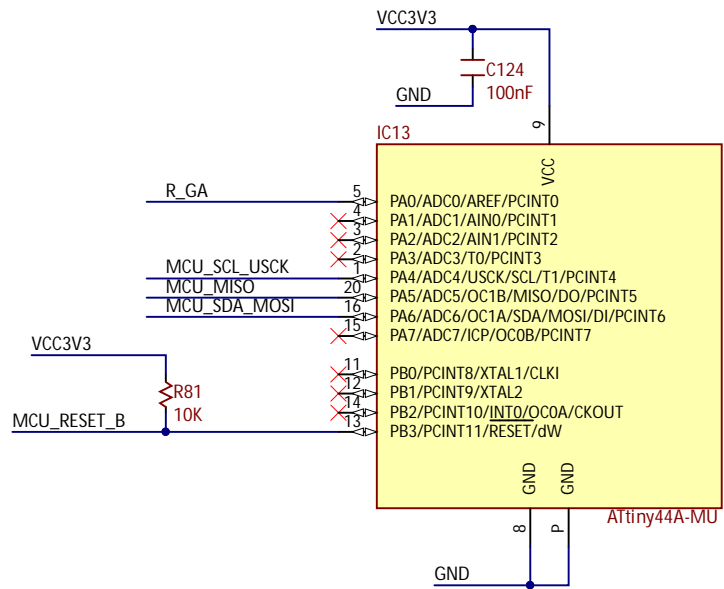 VCC3V3
C124
100nF
GND
IC13
9
VCC
R_GA
5
PA0/ADC0/AREF/PCINT0
4
PA1/ADC1/AIN0/PCINT1
3
PA2/ADC2/AIN1/PCINT2
2
PA3/ADC3/T0/PCINT3
MCU_SCL_USCK
1
PA4/ADC4/USCK/SCL/T1/PCINT4
MCU_MISO
20
PA5/ADC5/OC1B/MISO/DO/PCINT5
MCU_SDA_MOSI
16
PA6/ADC6/OC1A/SDA/MOSI/DI/PCINT6
15
PA7/ADC7/ICP/OC0B/PCINT7
VCC3V3
11
PB0/PCINT8/XTAL1/CLKI
R81
12
PB1/PCINT9/XTAL2
10K
14
PB2/PCINT10/INT0/OC0A/CKOUT
MCU_RESET_B
13
PB3/PCINT11/RESET/dW
GND
GND
8
P
ATtiny44A-MU
GND